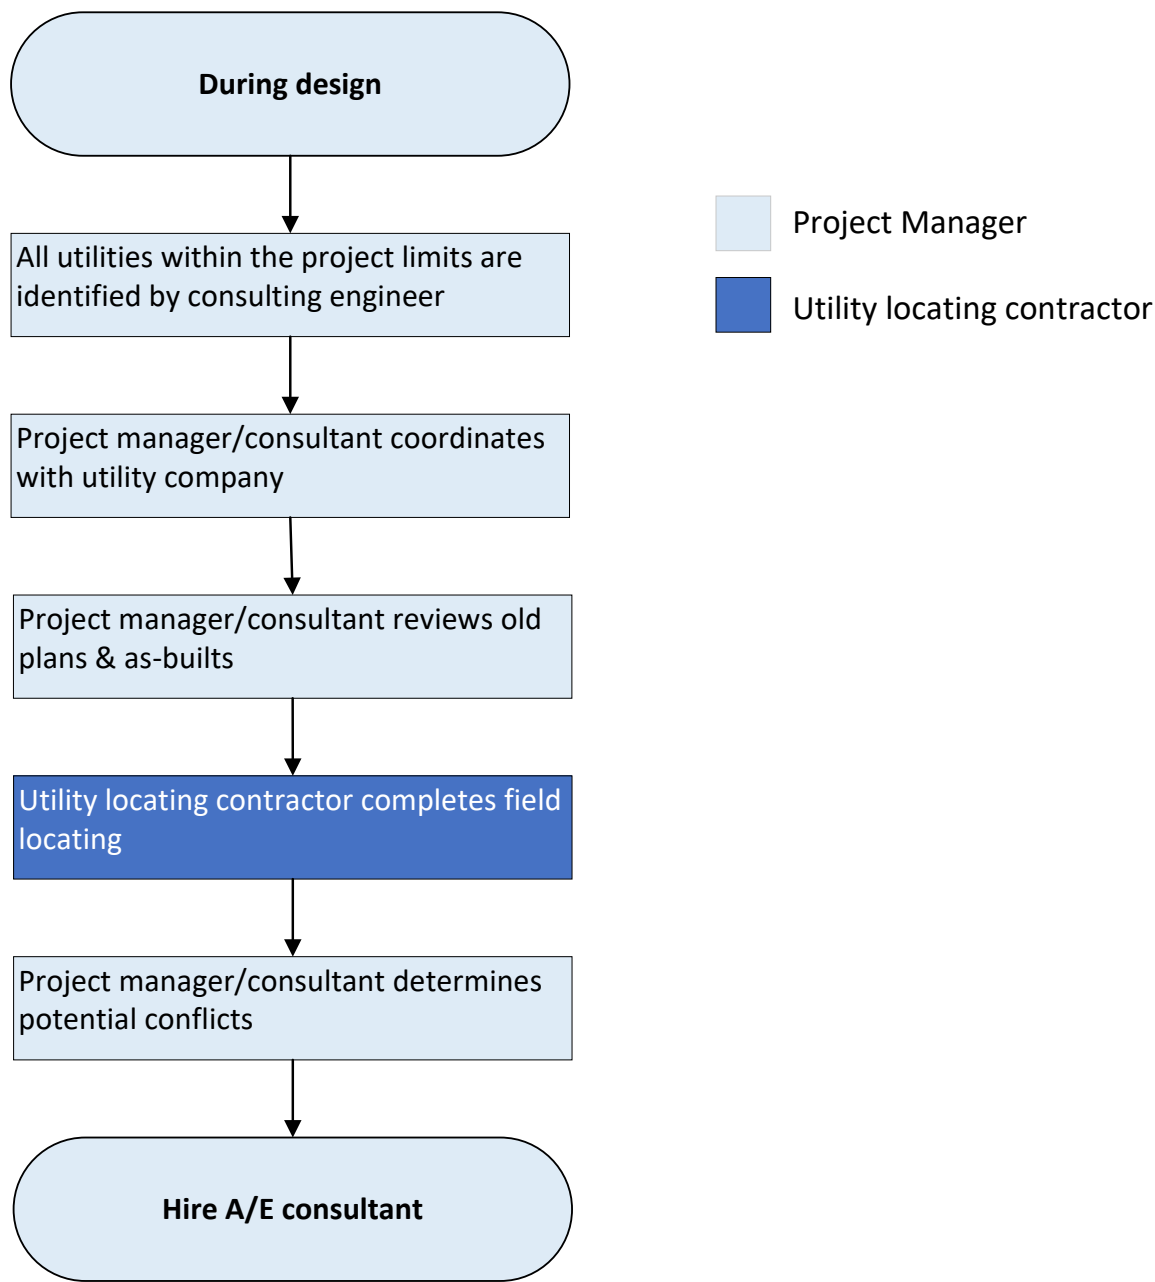 During design
All utilities within the project limits are
identified by consulting engineer
Project manager/consultant coordinates
with utility company
Project manager/consultant reviews old
plans & as-builts
Utility locating contractor completes field
locating
Project manager/consultant determines
potential conflicts
Hire A/E consultant
Project Manager
Utility locating contractor